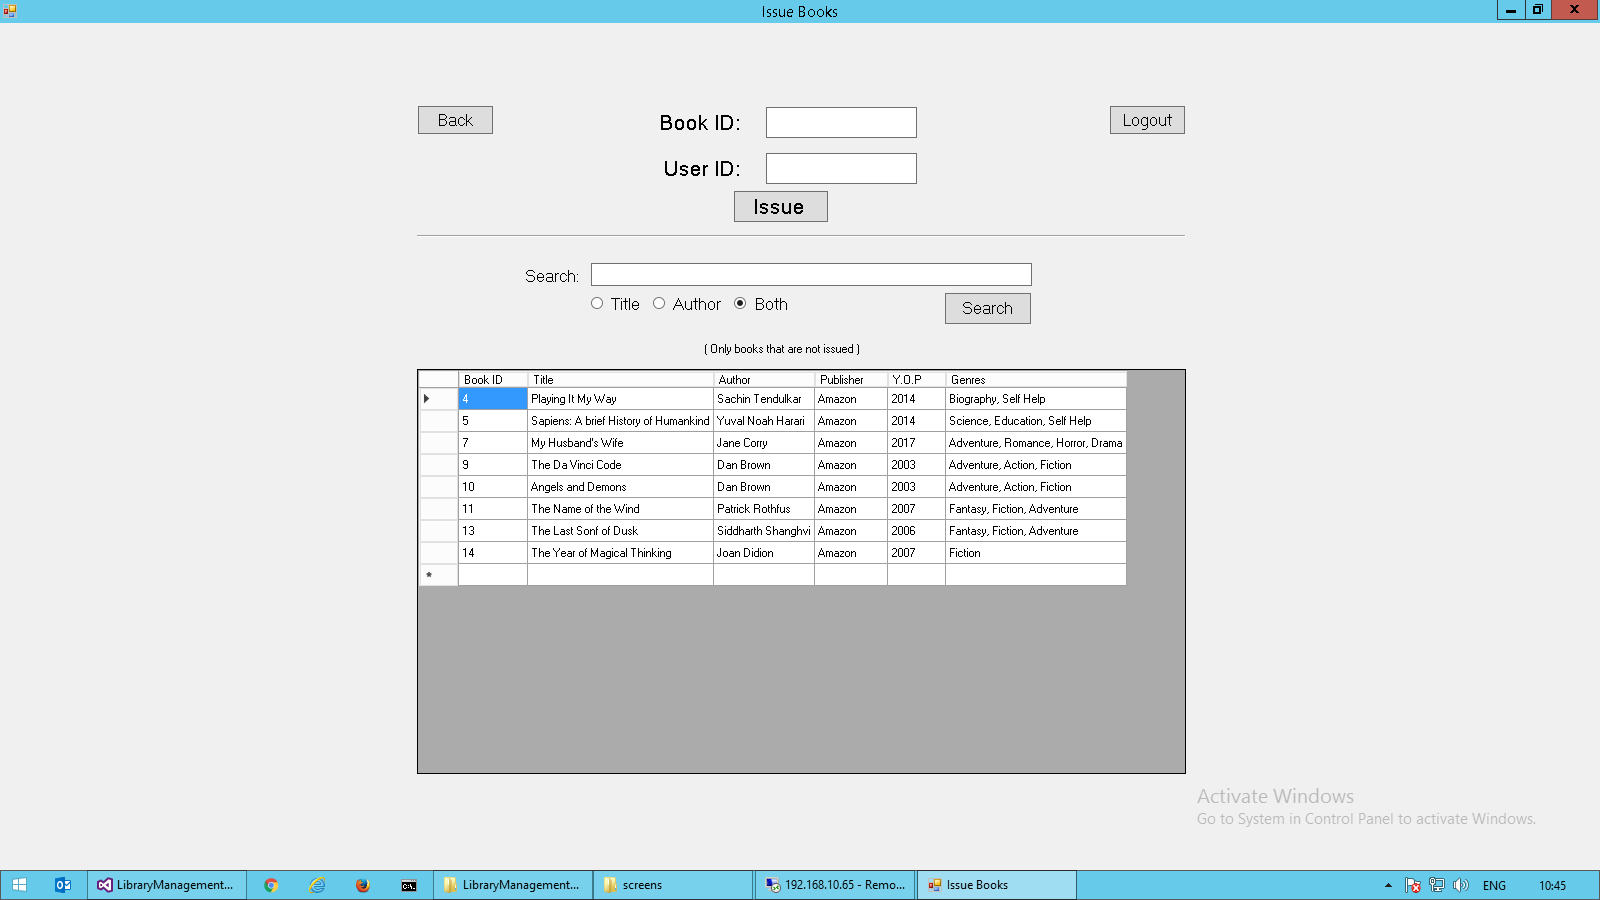 Issue Books
Back
Book ID:
Logout
User ID:
Issue
Search:
Title Author Both
Search
( Only books that are not issued )
Book ID Title Author Publisher Y.O.P Genres
4 Playing It My Way Sachin Tendulkar Amazon 2014 Biography, Self Help
5 Sapiens: A brief History of Humankind Yuval Noah Harari Amazon 2014 Science, Education, Self Help
7 My Husband's Wife Jane Corry Amazon 2017 Adventure, Romance, Horror, Drama
9 The Da Vinci Code Dan Brown Amazon 2003 Adventure, Action, Fiction
10 Angels and Demons Dan Brown Amazon 2003 Adventure, Action, Fiction
11 The Name of the Wind Patrick Rothfus Amazon 2007 Fantasy, Fiction, Adventure
13 The Last Sonf of Dusk Siddharth Shanghvi Amazon 2006 Fantasy, Fiction, Adventure
14 The Year of Magical Thinking Joan Didion Amazon 2007 Fiction
*
Activate Windows
Go to System in Control Panel to activate Windows.
LibraryManagement... LibraryManagement... screens 192.168.10.65 - Remo... Issue Books ENG 10:45